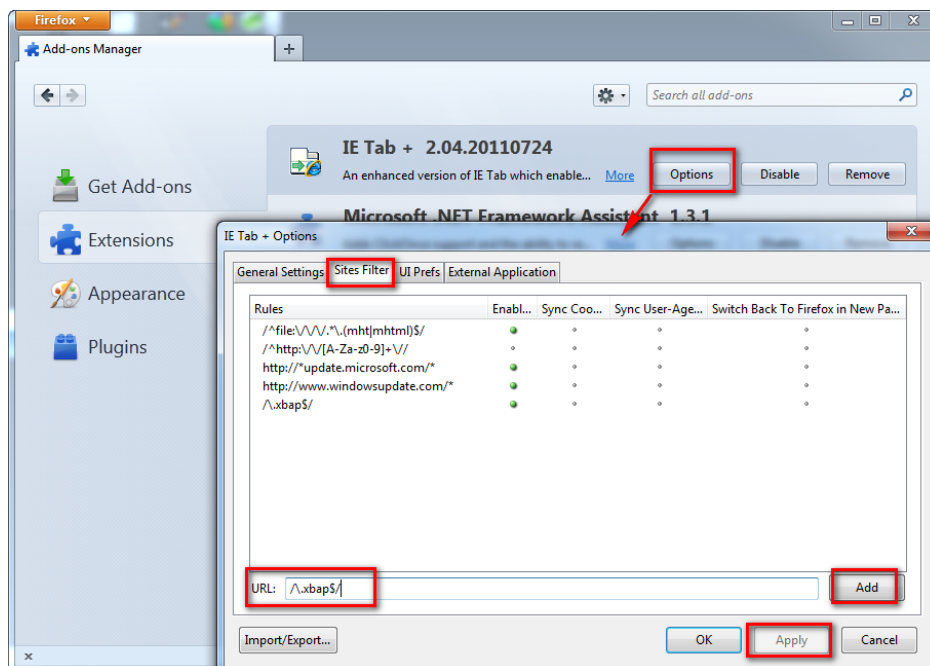 Firefox
Add-ons Manager
Search all add-ons
IE Tab + 2.04.20110724
An enhanced version of IE Tab which enable... More Options Disable Remove
Get Add-ons
Microsoft .NET Framework Assistant 1.3.1
Extensions
Appearance
Plugins
IE Tab + Options
General Settings Sites Filter UI Prefs External Application
Rules Enabl... Sync Coo... Sync User-Age... Switch Back To Firefox in New Pa...
/^file:\/\/\/.*\.(mht|mhtml)$/
/^http:\/\/[A-Za-z0-9]+\//
http://*update.microsoft.com/*
http://www.windowsupdate.com/*
/\.xbap$/
URL: /\.xbap$/ Add
Import/Export... OK Apply Cancel